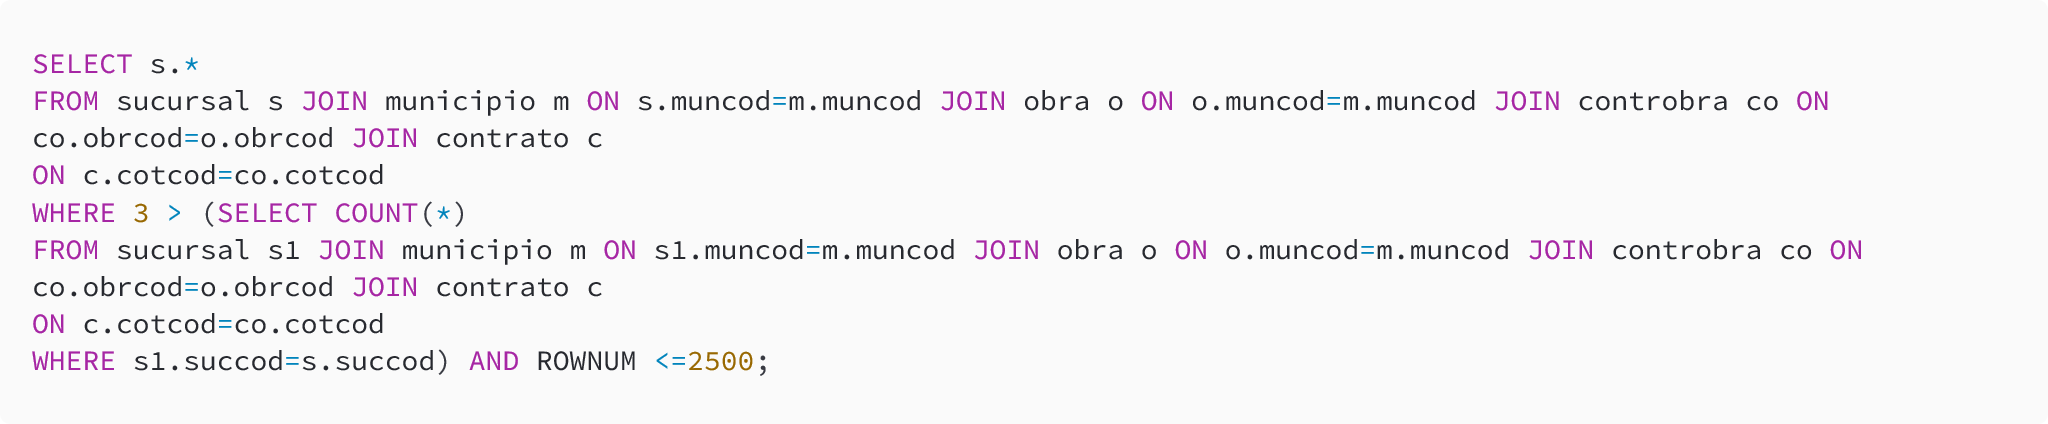 SELECT s.*
FROM sucursal s JOIN municipio m ON s.muncod=m.muncod JOIN obra o ON o.muncod=m.muncod JOIN controbra co ON
co.obrcod=o.obrcod JOIN contrato c
ON c.cotcod=co.cotcod
WHERE 3 > (SELECT COUNT(*)
FROM sucursal s1 JOIN municipio m ON s1.muncod=m.muncod JOIN obra o ON o.muncod=m.muncod JOIN controbra co ON
co.obrcod=o.obrcod JOIN contrato c
ON c.cotcod=co.cotcod
WHERE s1.succod=s.succod) AND ROWNUM <=2500;